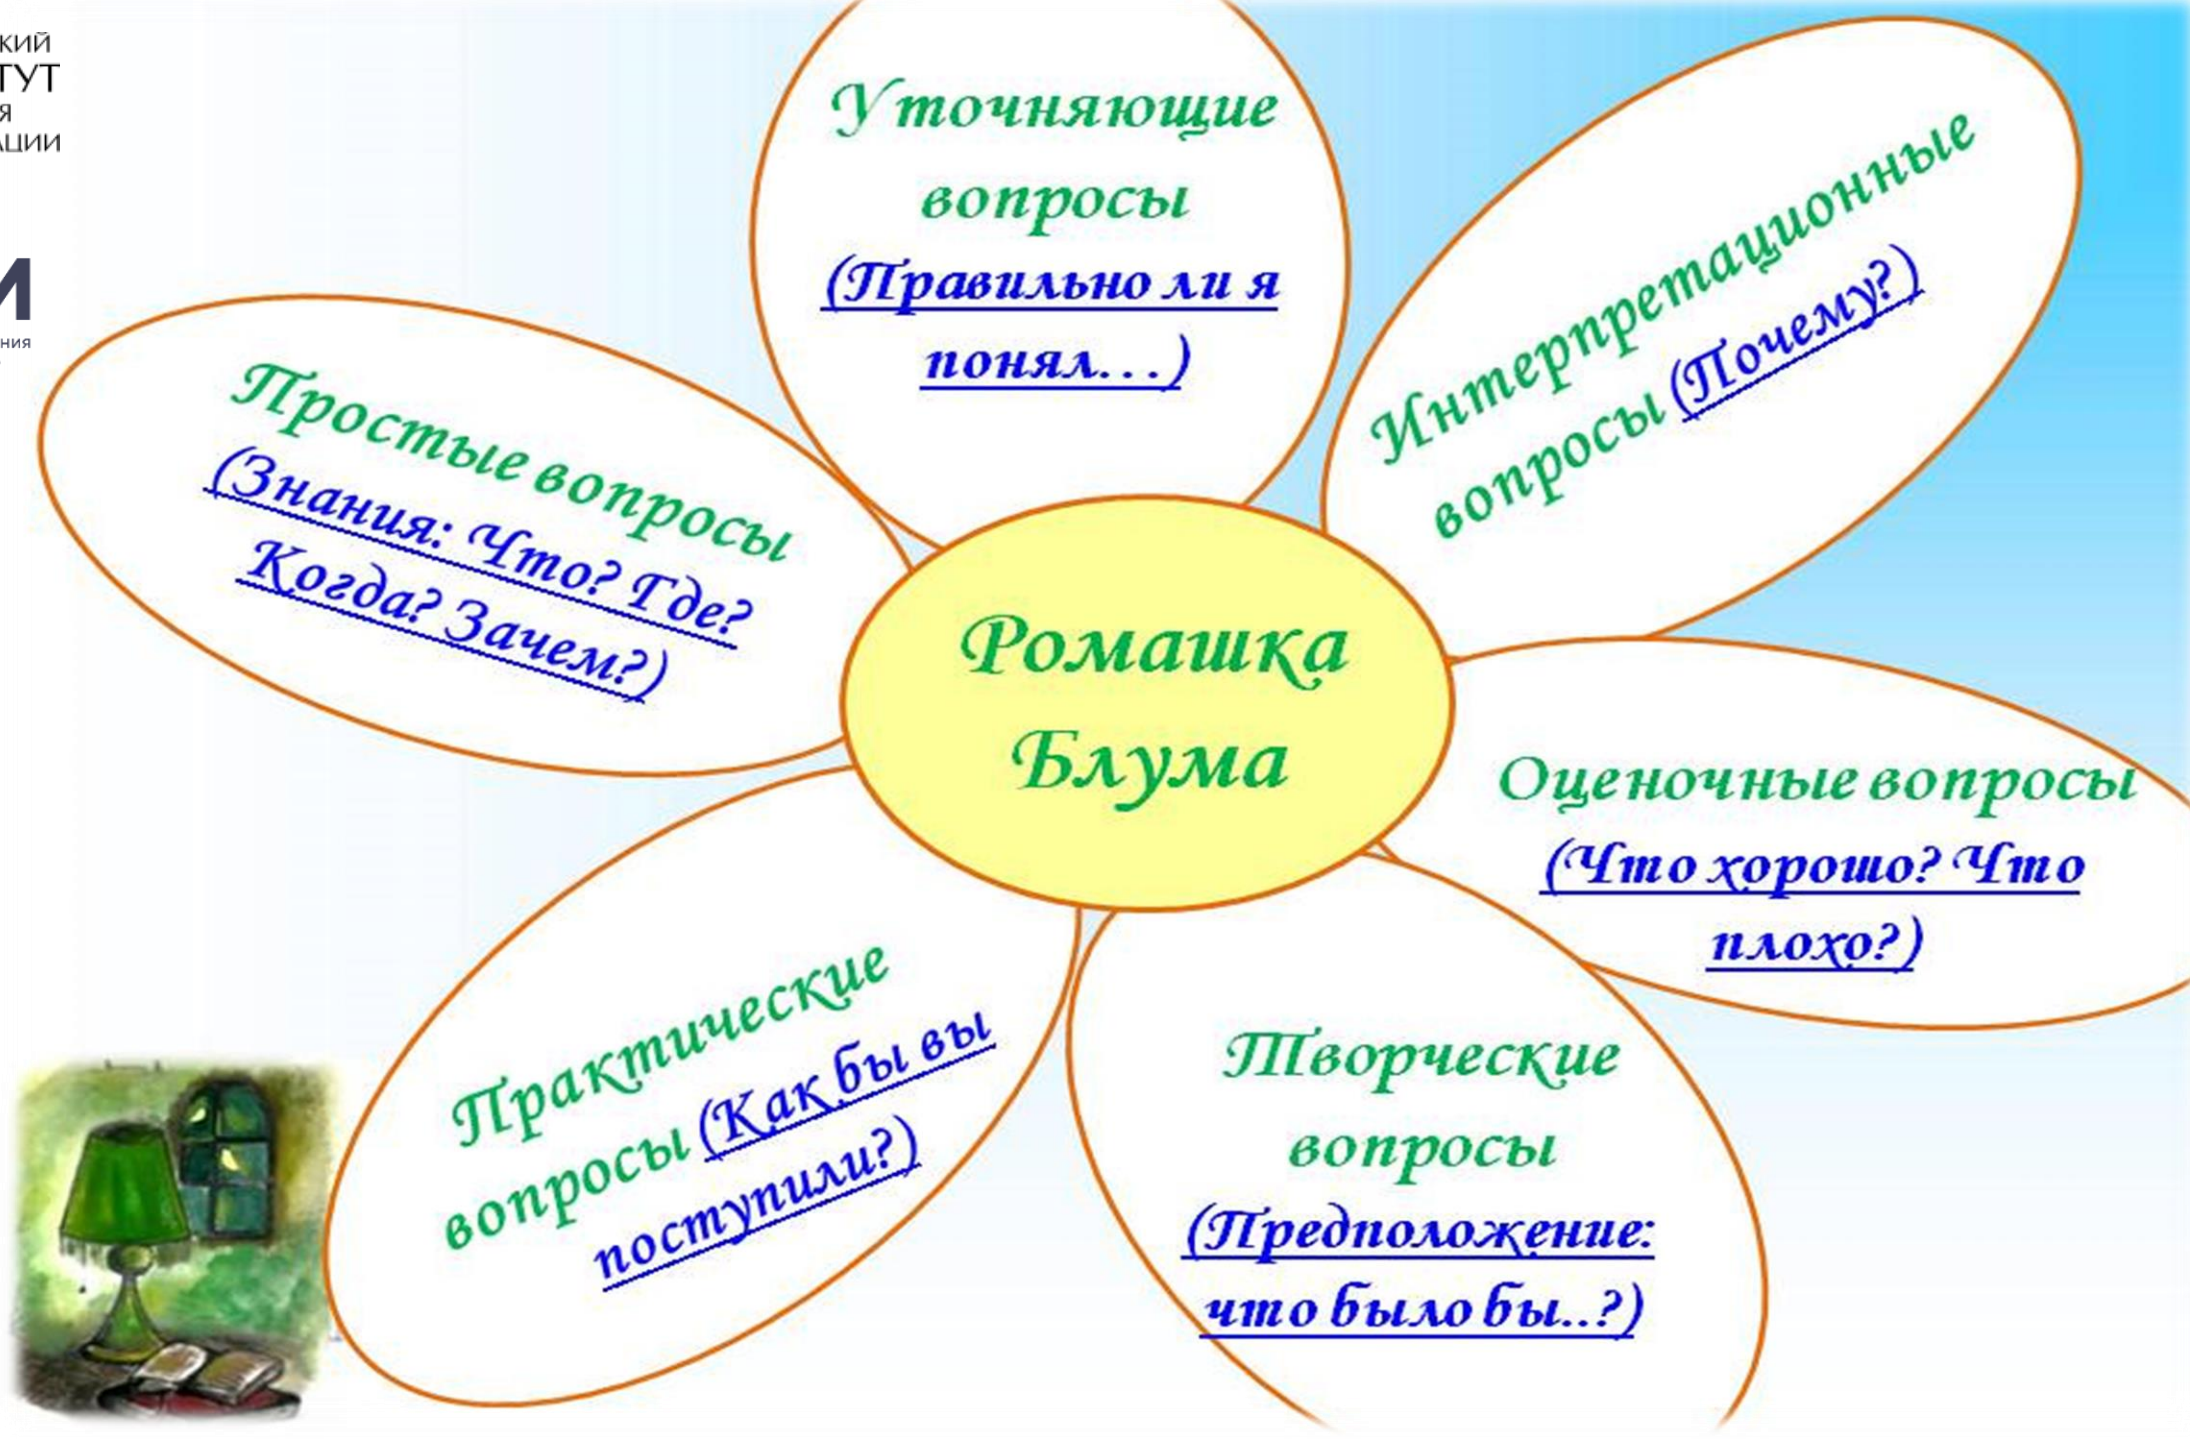 Уточняющие
вопросы
(Правильно ли я
понял...)
Интерпретационные
вопросы (Почему?)
Простые вопросы
(Знания: Что? Где?
Когда? Зачем?)
Ромашка
Блума
Оценочные вопросы
(Что хорошо? Что
плохо?)
Практические
вопросы (Как бы вы
поступили?)
Творческие
вопросы
(Предположение:
что было бы..?)